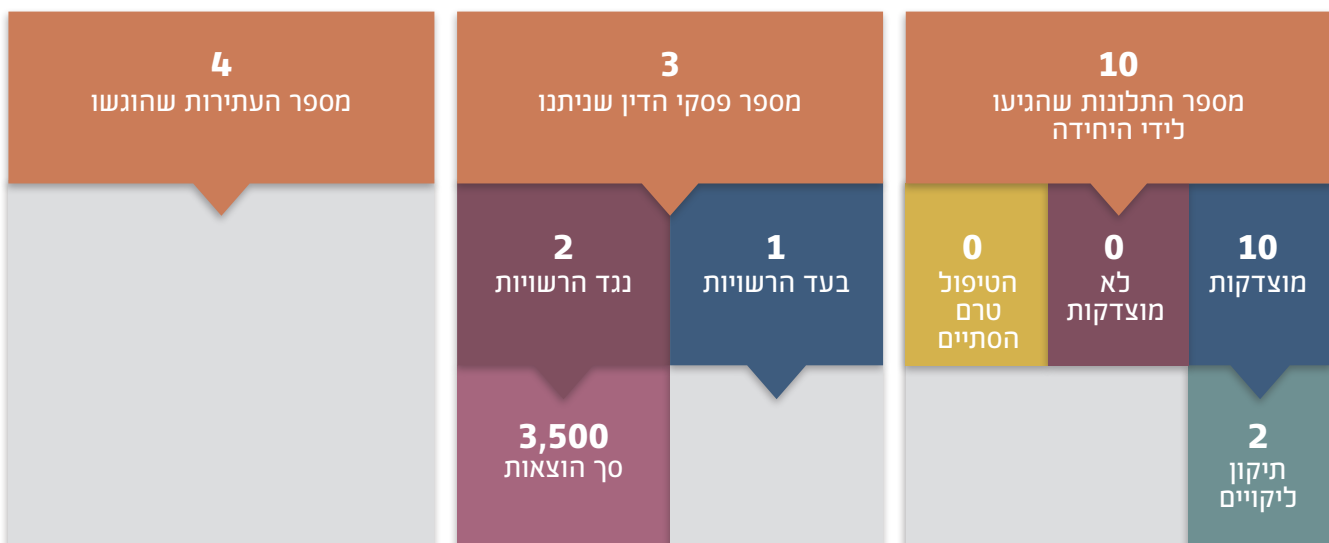 10
מספר התלונות שהגיעו
לידי היחידה
10
מוצדקות
0
לא
מוצדקות
0
הטיפול
טרם
הסתיים
2
תיקון
ליקויים
3
מספר פסקי הדין שניתנו
1
בעד הרשויות
2
נגד הרשויות
3,500
סך הוצאות
4
מספר העתירות שהוגשו